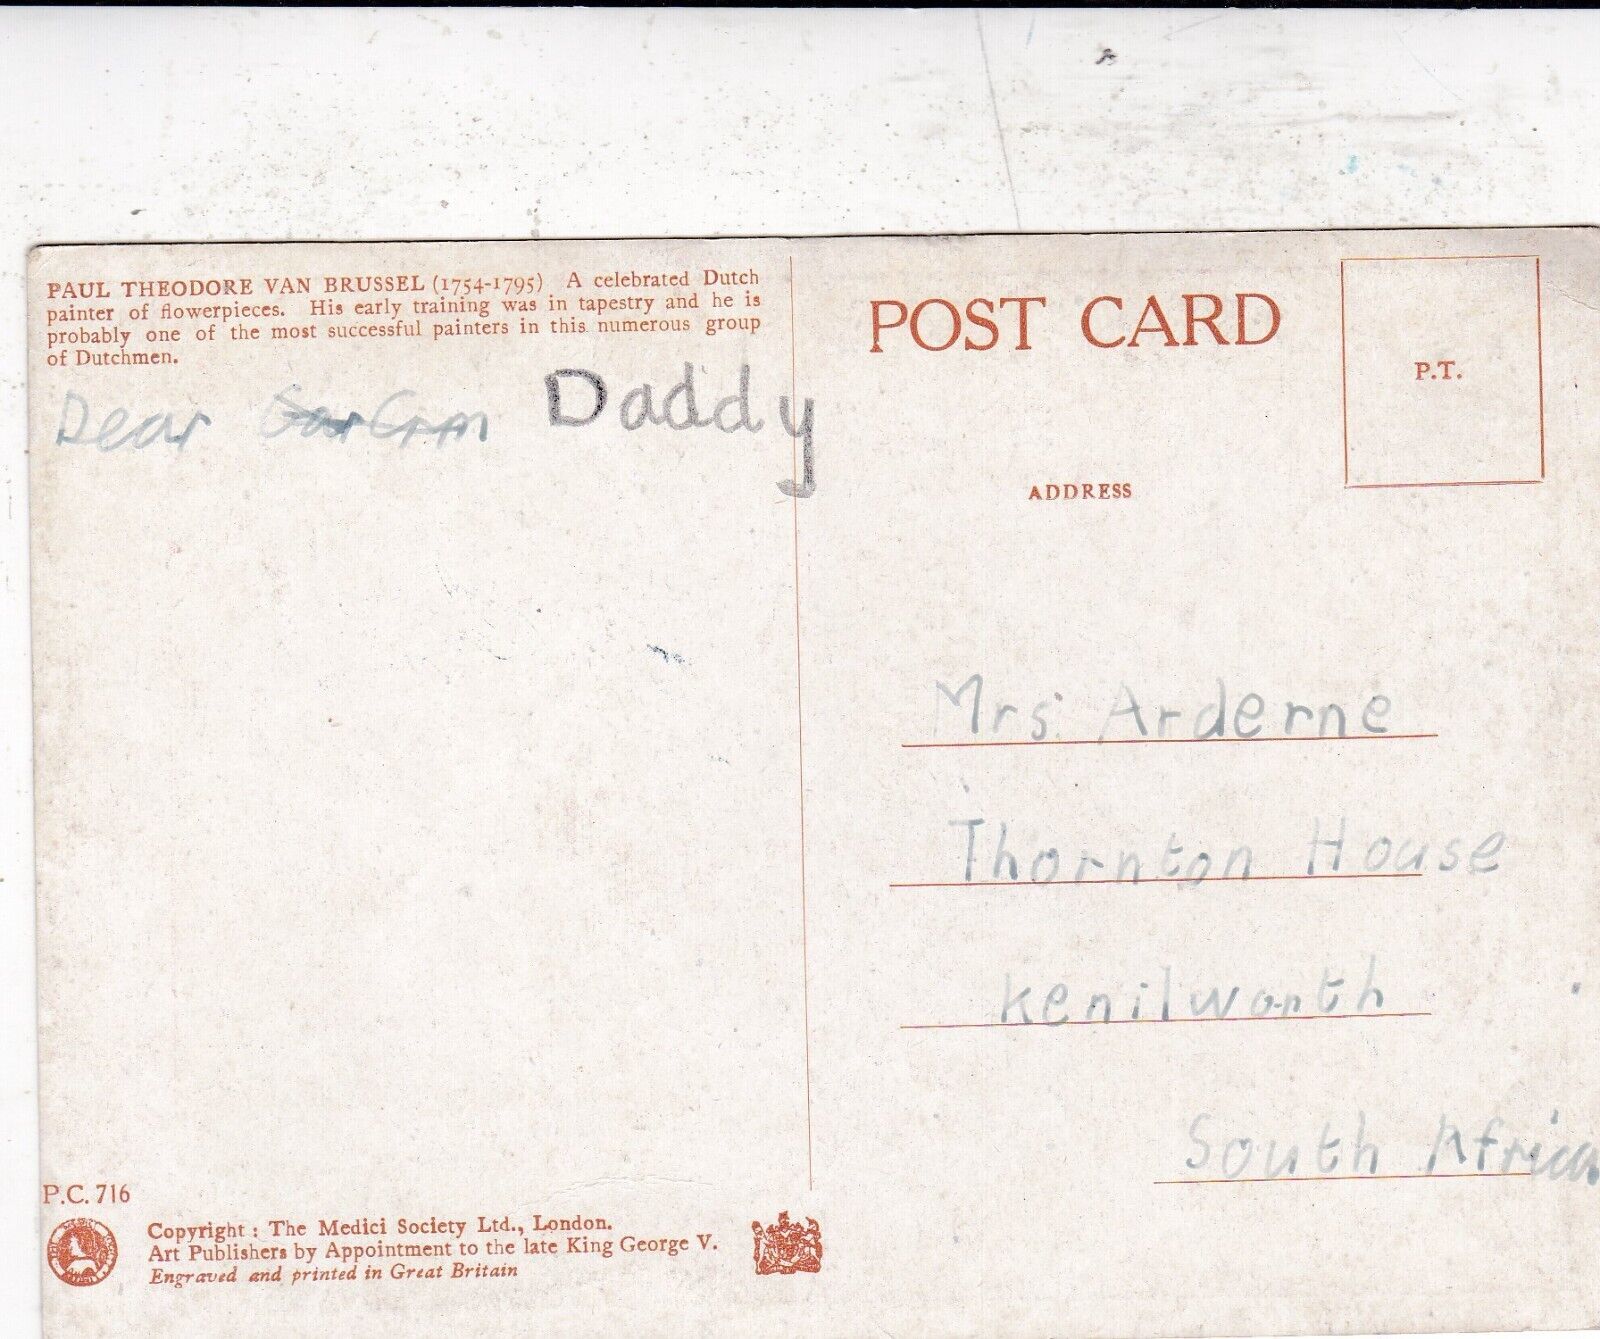 PAUL THEODORE VAN BRUSSEL (1754-1795) A celebrated Dutch
painter of flowerpieces. His early training was in tapestry and he is
probably one of the most successful painters in this numerous group
of Dutchmen.
Dear Daddy
POST CARD
P.T.
ADDRESS
Mrs. Arderne
Thornton House
Kenilworth
South Africa
P.C. 716
Copyright : The Medici Society Ltd., London.
Art Publishers by Appointment to the late King George V.
Engraved and printed in Great Britain